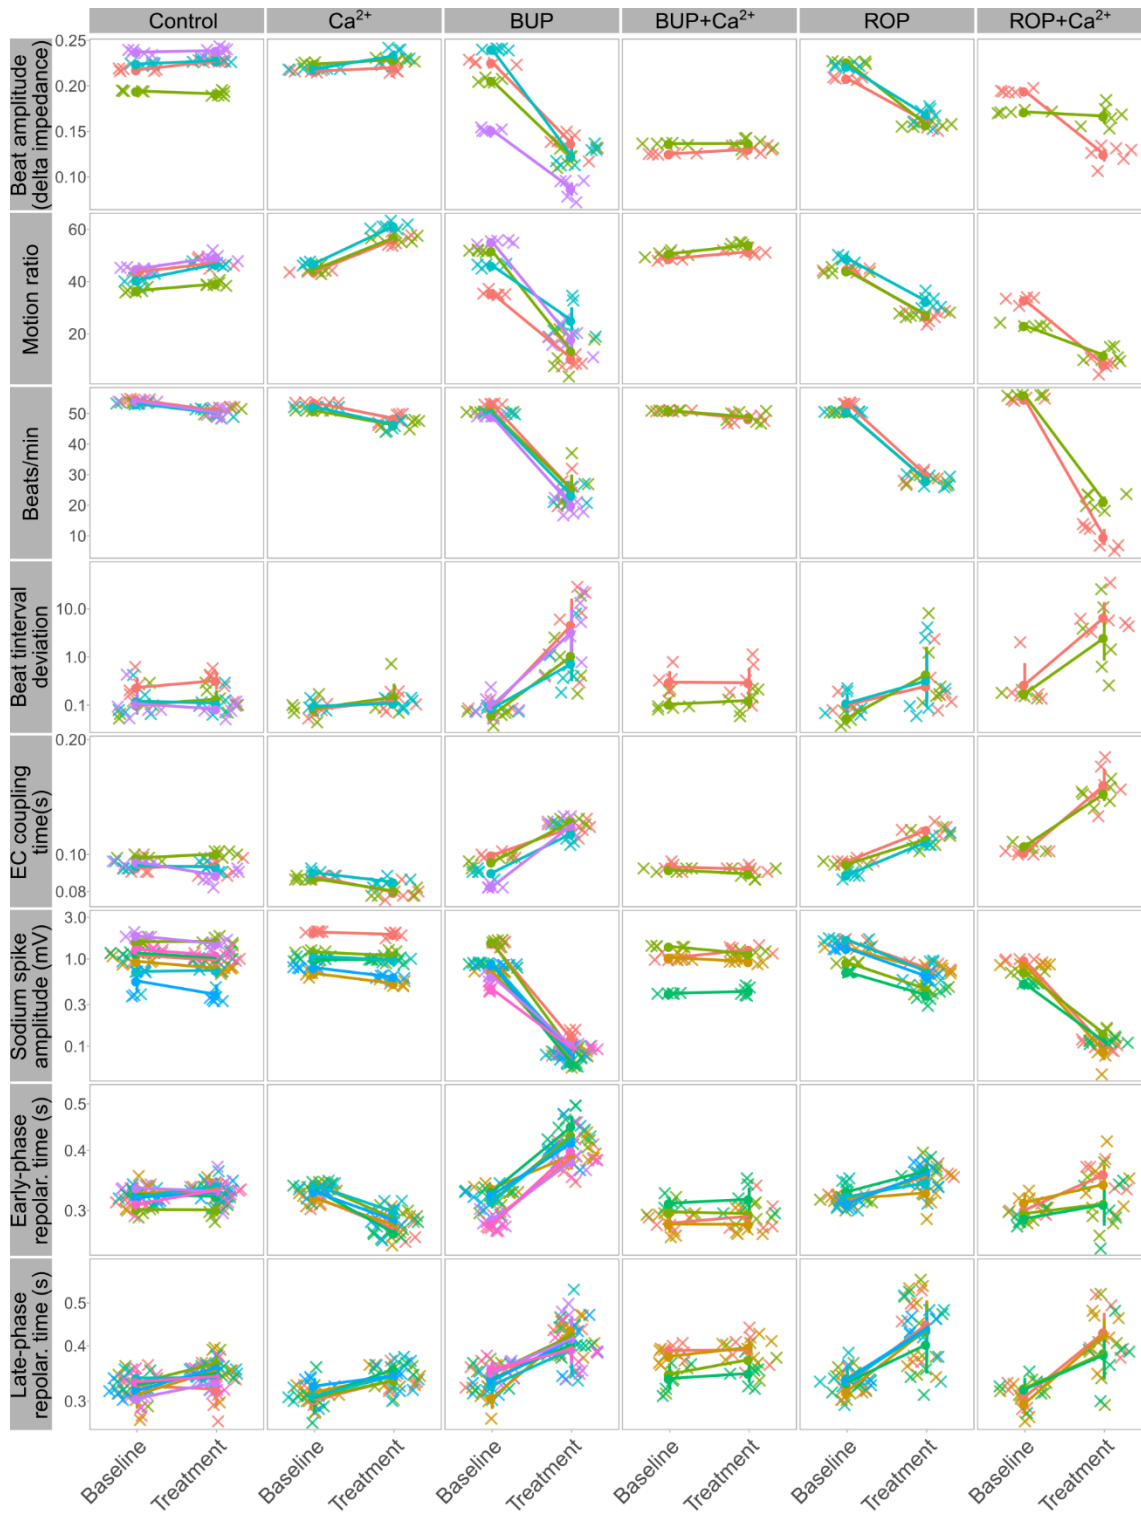 Control Ca²⁺ BUP BUP+Ca²⁺ ROP ROP+Ca²⁺
Beat amplitude
(delta impedance)
0.25
0.20
0.15
0.10
Motion ratio
60
40
20
Beats/min
50
40
30
20
10
Beat tinterval
deviation
10.0
1.0
0.1
EC coupling
time(s)
0.20
0.10
0.08
Sodium spike
amplitude (mV)
3.0
1.0
0.3
0.1
Early-phase
repolar. time (s)
0.5
0.4
0.3
Late-phase
repolar. time (s)
0.5
0.4
0.3
Baseline Treatment Baseline Treatment Baseline Treatment Baseline Treatment Baseline Treatment Baseline Treatment